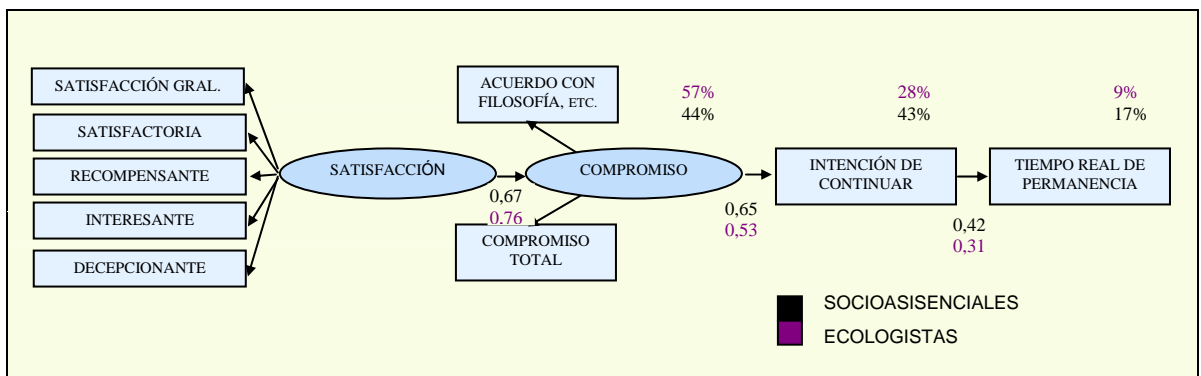 SATISFACCIÓN GRAL.
SATISFACTORIA
RECOMPENSANTE
INTERESANTE
DECEPCIONANTE
SATISFACCIÓN
0,67
0,76
ACUERDO CON
FILOSOFÍA, ETC.
COMPROMISO
COMPROMISO
TOTAL
57%
44%
0,65
0,53
28%
43%
INTENCIÓN DE
CONTINUAR
0,42
0,31
9%
17%
TIEMPO REAL DE
PERMANENCIA
SOCIOASISENCIALES
ECOLOGISTAS